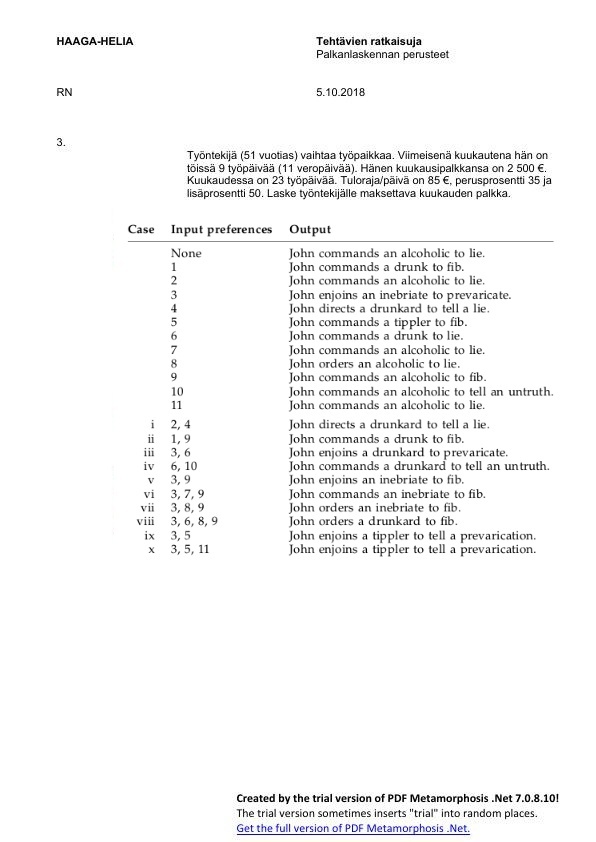 HAAGA-HELIA Tehtävien ratkaisuja
Palkanlaskennan perusteet
RN 5.10.2018
3.
Työntekijä (51 vuotias) vaihtaa työpaikkaa. Viimeisenä kuukautena hän on
töissä 9 työpäivää (11 veropäivää). Hänen kuukausipalkkansa on 2 500 €.
Kuukaudessa on 23 työpäivää. Tuloraja/päivä on 85 €, perusprosentti 35 ja
lisäprosentti 50. Laske työntekijälle maksettava kuukauden palkka.
Case Input preferences Output
None John commands an alcoholic to lie.
1 John commands a drunk to fib.
2 John commands an alcoholic to lie.
3 John enjoins an inebriate to prevaricate.
4 John directs a drunkard to tell a lie.
5 John commands a tippler to fib.
6 John commands a drunk to lie.
7 John commands an alcoholic to lie.
8 John orders an alcoholic to lie.
9 John commands an alcoholic to fib.
10 John commands an alcoholic to tell an untruth.
11 John commands an alcoholic to lie.
i 2, 4 John directs a drunkard to tell a lie.
ii 1, 9 John commands a drunk to fib.
iii 3, 6 John enjoins a drunkard to prevaricate.
iv 6, 10 John commands a drunkard to tell an untruth.
v 3, 9 John enjoins an inebriate to fib.
vi 3, 7, 9 John commands an inebriate to fib.
vii 3, 8, 9 John orders an inebriate to fib.
viii 3, 6, 8, 9 John orders a drunkard to fib.
ix 3, 5 John enjoins a tippler to tell a prevarication.
x 3, 5, 11 John enjoins a tippler to tell a prevarication.
Created by the trial version of PDF Metamorphosis .Net 7.0.8.10!
The trial version sometimes inserts "trial" into random places.
Get the full version of PDF Metamorphosis .Net.